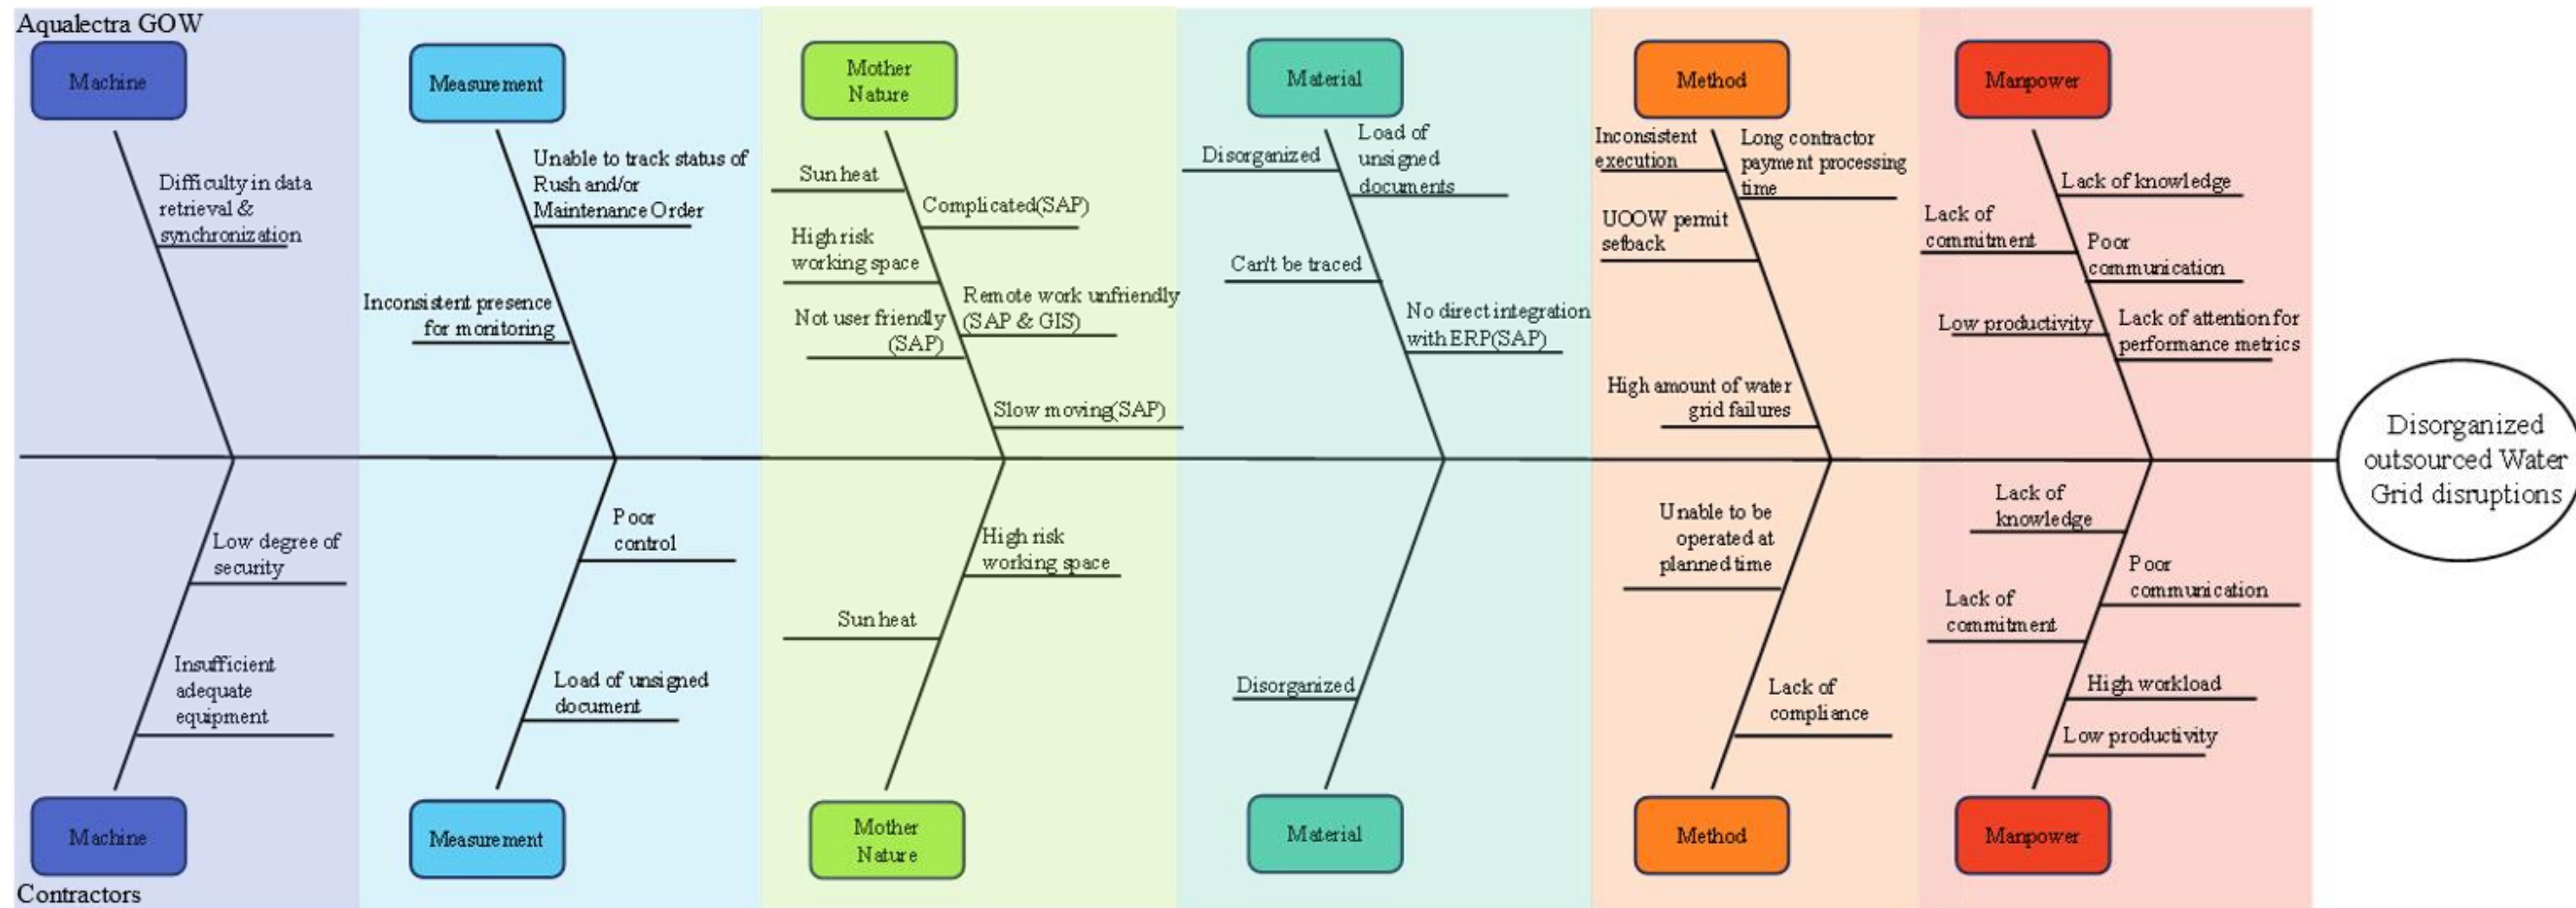 Aqualectra GOW
Machine
Measurement
Mother
Nature
Material
Method
Manpower
Difficulty in data
retrieval &
synchronization
Unable to track status of
Rush and/or
Maintenance Order
Inconsistent presence
for monitoring
Sun heat
Complicated(SAP)
High risk
working space
Remote work unfriendly
(SAP & GIS)
Not user friendly
(SAP)
Slow moving(SAP)
Disorganized
Load of
unsigned
documents
Can't be traced
No direct integration
with ERP(SAP)
Inconsistent
execution
Long contractor
payment processing
time
UOOW permit
setback
High amount of water
grid failures
Lack of knowledge
Lack of
commitment
Poor
communication
Low productivity
Lack of attention for
performance metrics
Disorganized
outsourced Water
Grid disruptions
Low degree of
security
Insufficient
adequate
equipment
Poor
control
Load of unsigned
document
High risk
working space
Sun heat
Disorganized
Unable to be
operated at
planned time
Lack of
compliance
Lack of
knowledge
Poor
communication
Lack of
commitment
High workload
Low productivity
Machine
Measurement
Mother
Nature
Material
Method
Manpower
Contractors